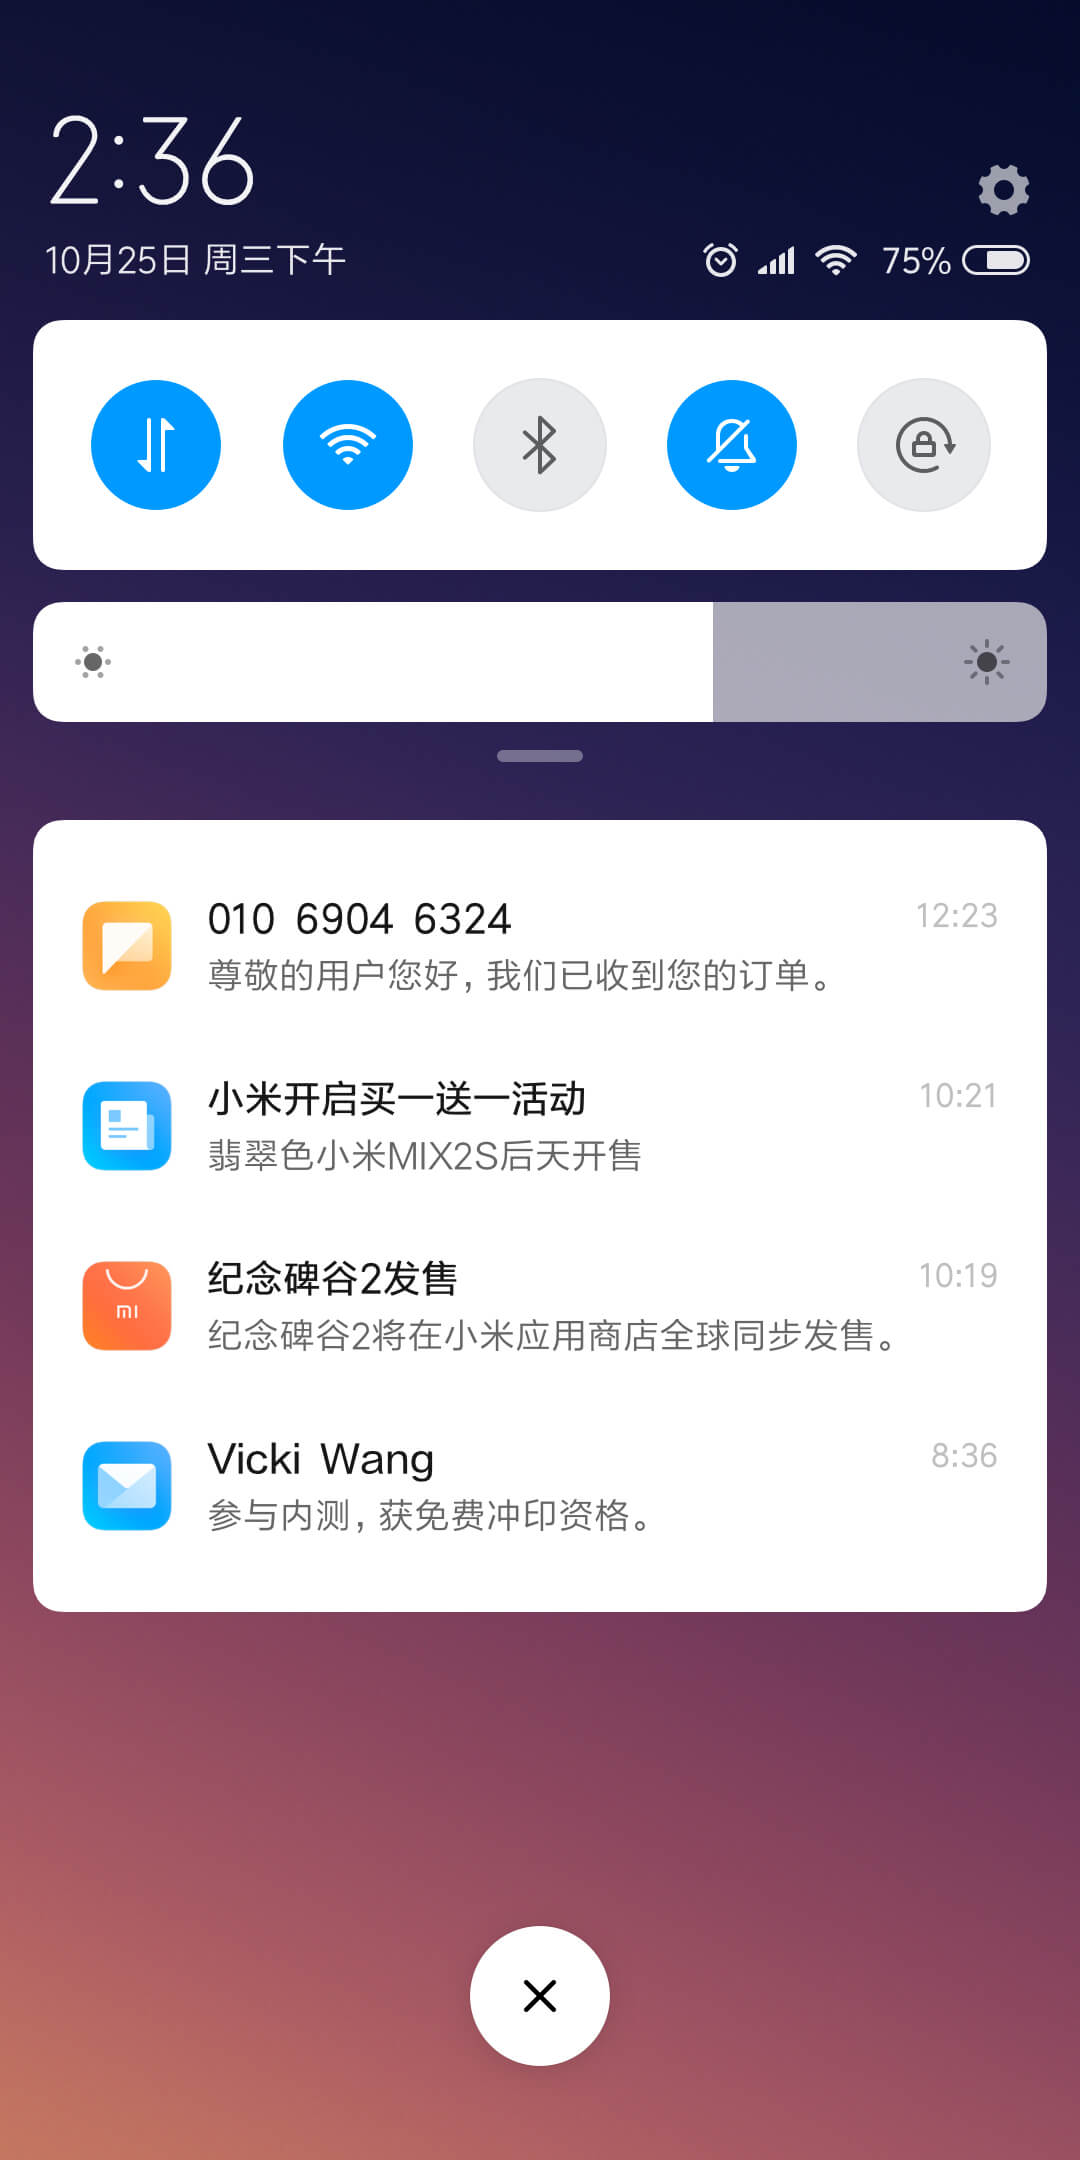 2:36
10月25日 周三下午
75%
010 6904 6324
12:23
尊敬的用户您好，我们已收到您的订单。
小米开启买一送一活动
10:21
翡翠色小米MIX2S后天开售
纪念碑谷2发售
10:19
MI
纪念碑谷2将在小米应用商店全球同步发售。
Vicki Wang
8:36
参与内测，获免费冲印资格。